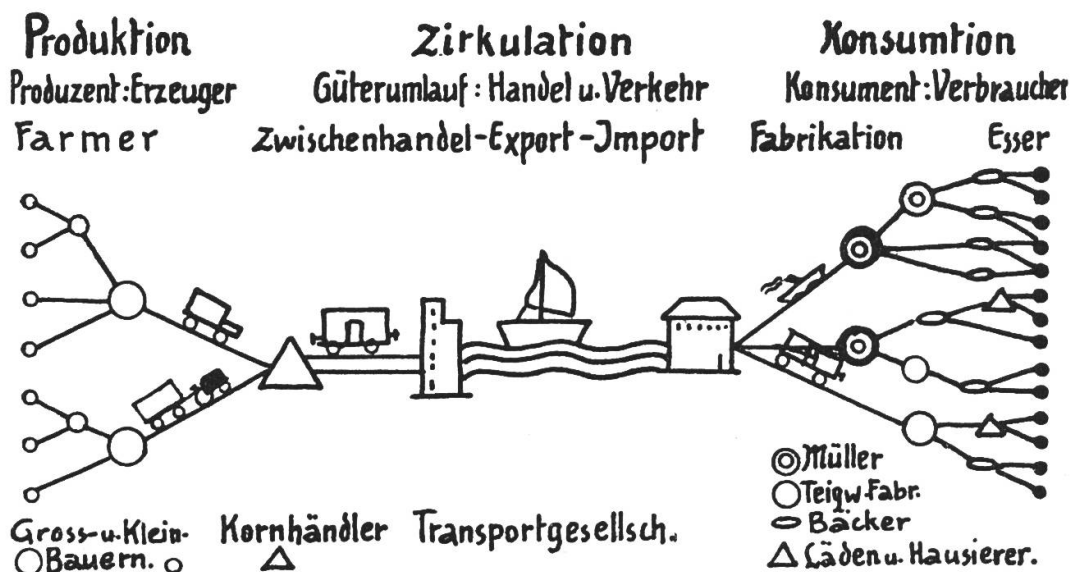 Produktion
Zirkulation
Konsumtion
Produzent:Erzeuger
Güterumlauf: Handel u. Verkehr
Konsument:Verbraucher
Farmer
Zwischenhandel-Export-Import
Fabrikation
Esser
Gross-u.Klein-
Bauern.
Kornhändler
Transportgesellsch.
Müller
Teigw.Fabr.
Bäcker
Läden u. Hausierer.